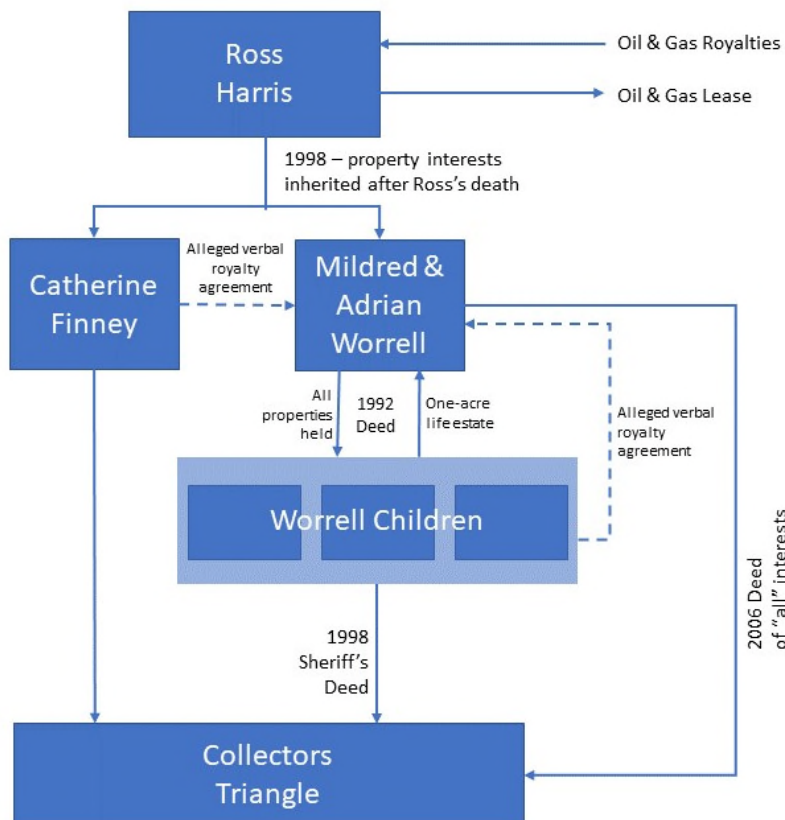 Ross
Harris
Oil & Gas Royalties
Oil & Gas Lease
1998 – property interests
inherited after Ross's death
Catherine
Finney
Alleged verbal
royalty
agreement
Mildred &
Adrian
Worrell
All
properties
held
1992
Deed
One-acre
life estate
Alleged verbal
royalty
agreement
Worrell Children
1998
Sheriff's
Deed
2006 Deed
of "all" interests
Collectors
Triangle